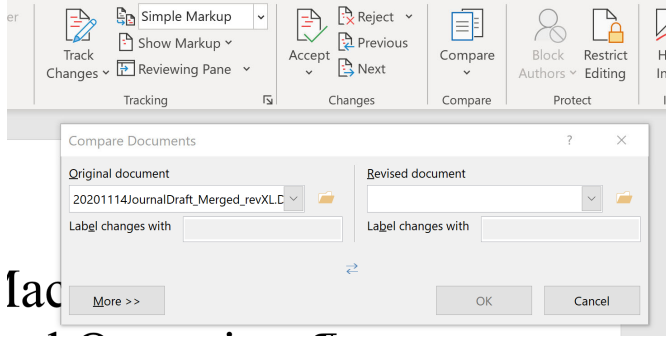 er
Simple Markup
Show Markup
Reviewing Pane
Track
Changes
Tracking
Accept
Reject
Previous
Next
Changes
Compare
Compare
Block
Authors
Restrict
Editing
Protect
H
In
I
Compare Documents
?
Original document
20201114JournalDraft_Merged_revXL.D
Label changes with
Revised document
Label changes with
More >>
OK
Cancel
Mac